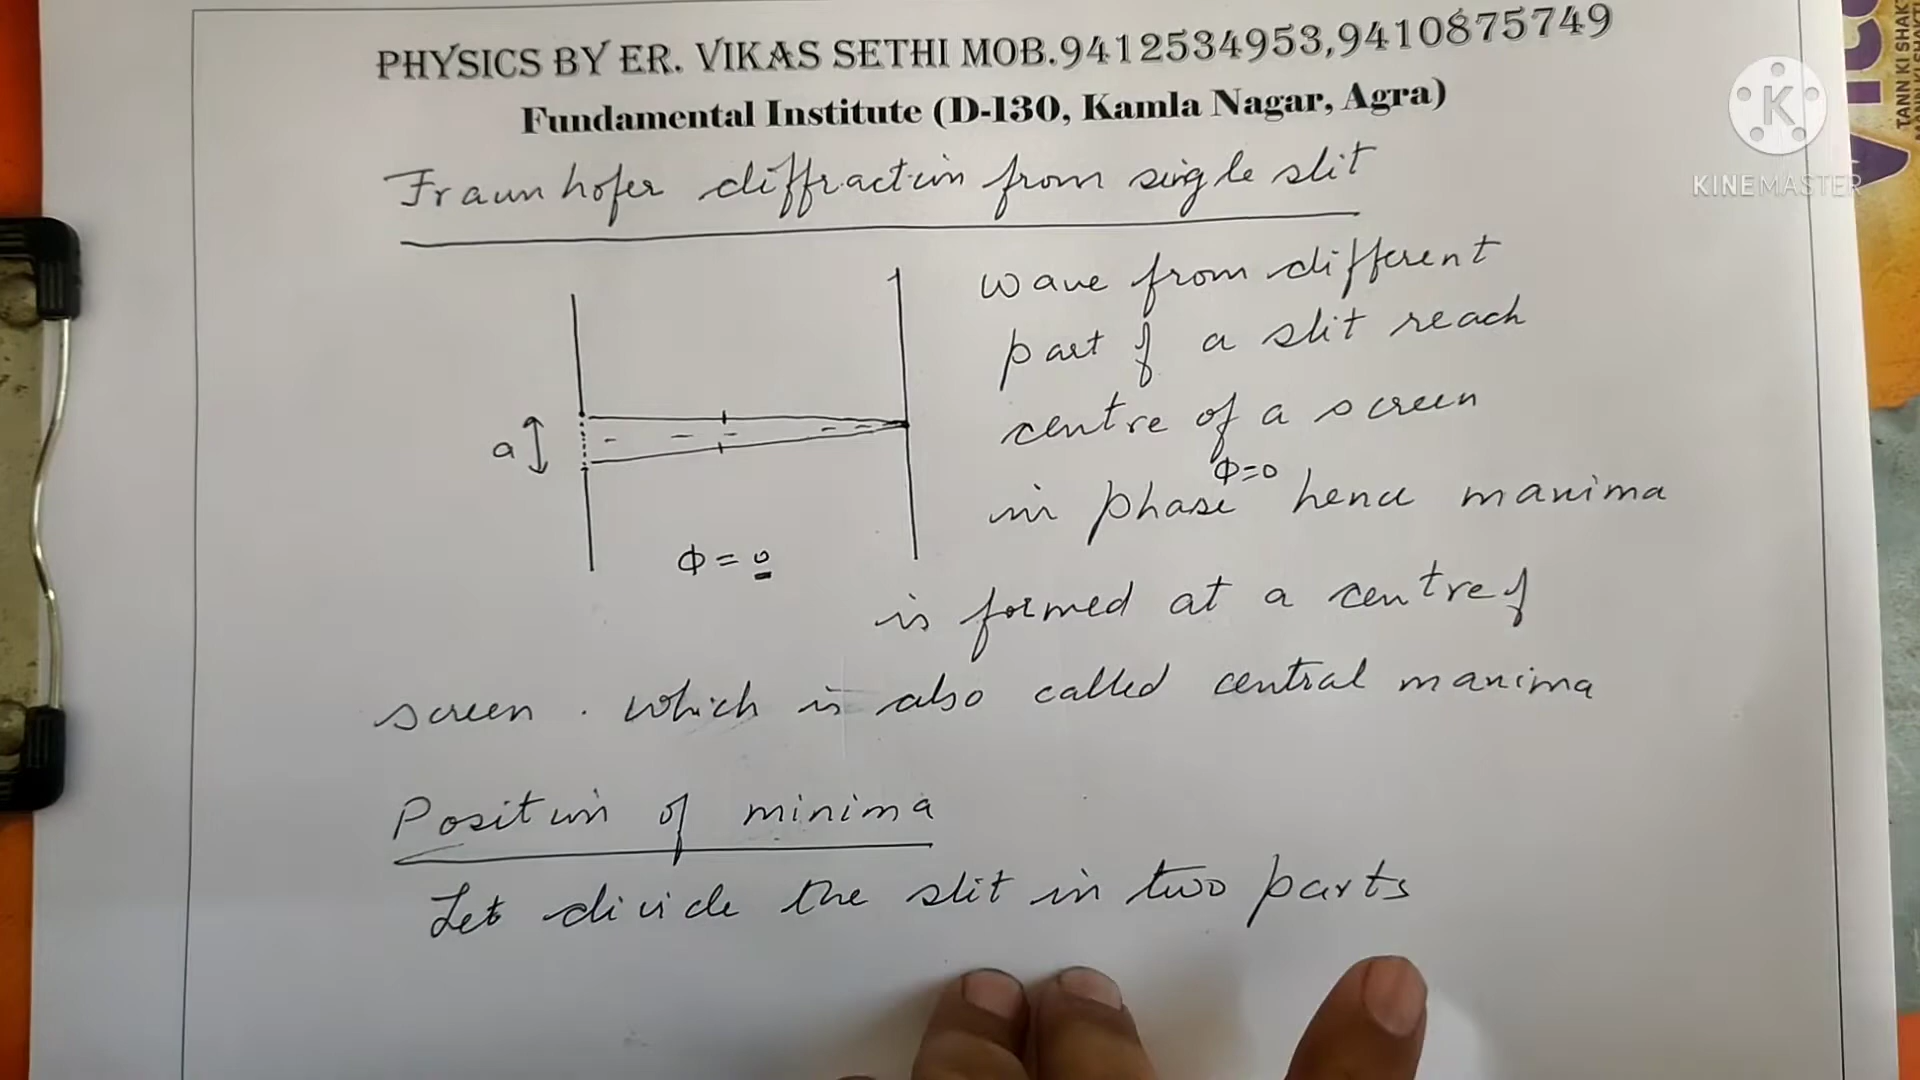 PHYSICS BY ER. VIKAS SETHI MOB.9412534953,9410875749
Fundamental Institute (D-130, Kamla Nagar, Agra)
Fraunhofer diffraction from single slit
wave from different
part of a slit reach
centre of a screen
ϕ=0
in phase hence maxima
a
ϕ = 0
is formed at a centre of
screen. which is also called central maxima
Position of minima
Let divide the slit in two parts
K
KINEMASTER
TANN KI SHAKTI